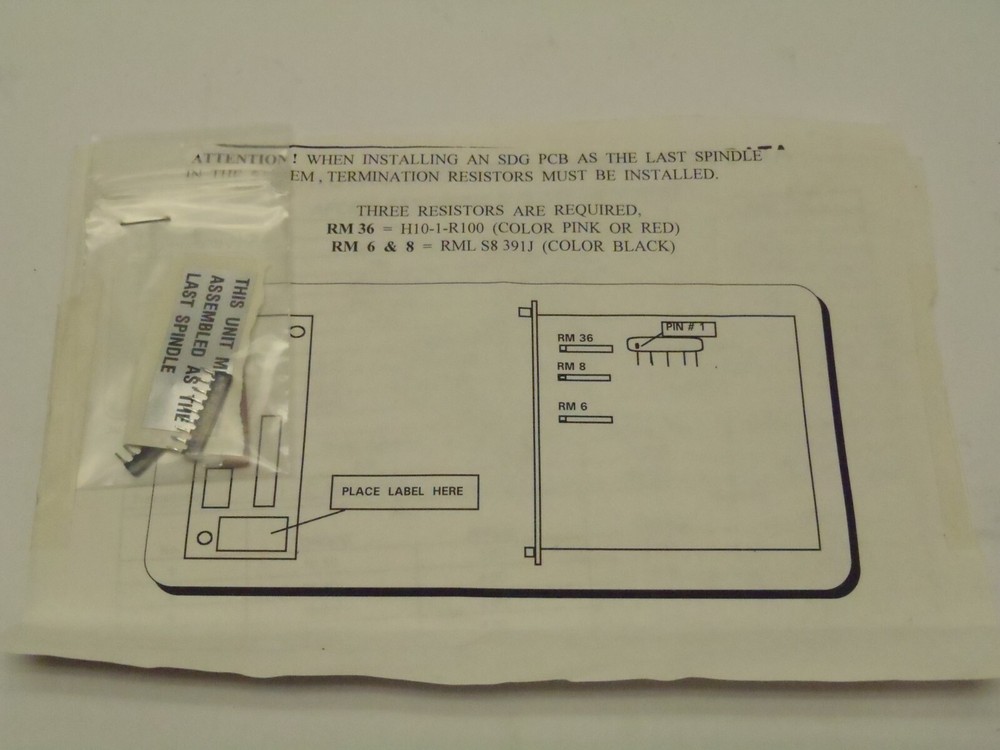 ATTENTION! WHEN INSTALLING AN SDG PCB AS THE LAST SPINDLE
IN THE EM, TERMINATION RESISTORS MUST BE INSTALLED.
THREE RESISTORS ARE REQUIRED,
RM 36 = H10-1-R100 (COLOR PINK OR RED)
RM 6 & 8 = RML S8 391J (COLOR BLACK)
THIS UNIT
ASSEMBLED AS THE
LAST SPINDLE
PIN # 1
RM 36
RM 8
RM 6
PLACE LABEL HERE